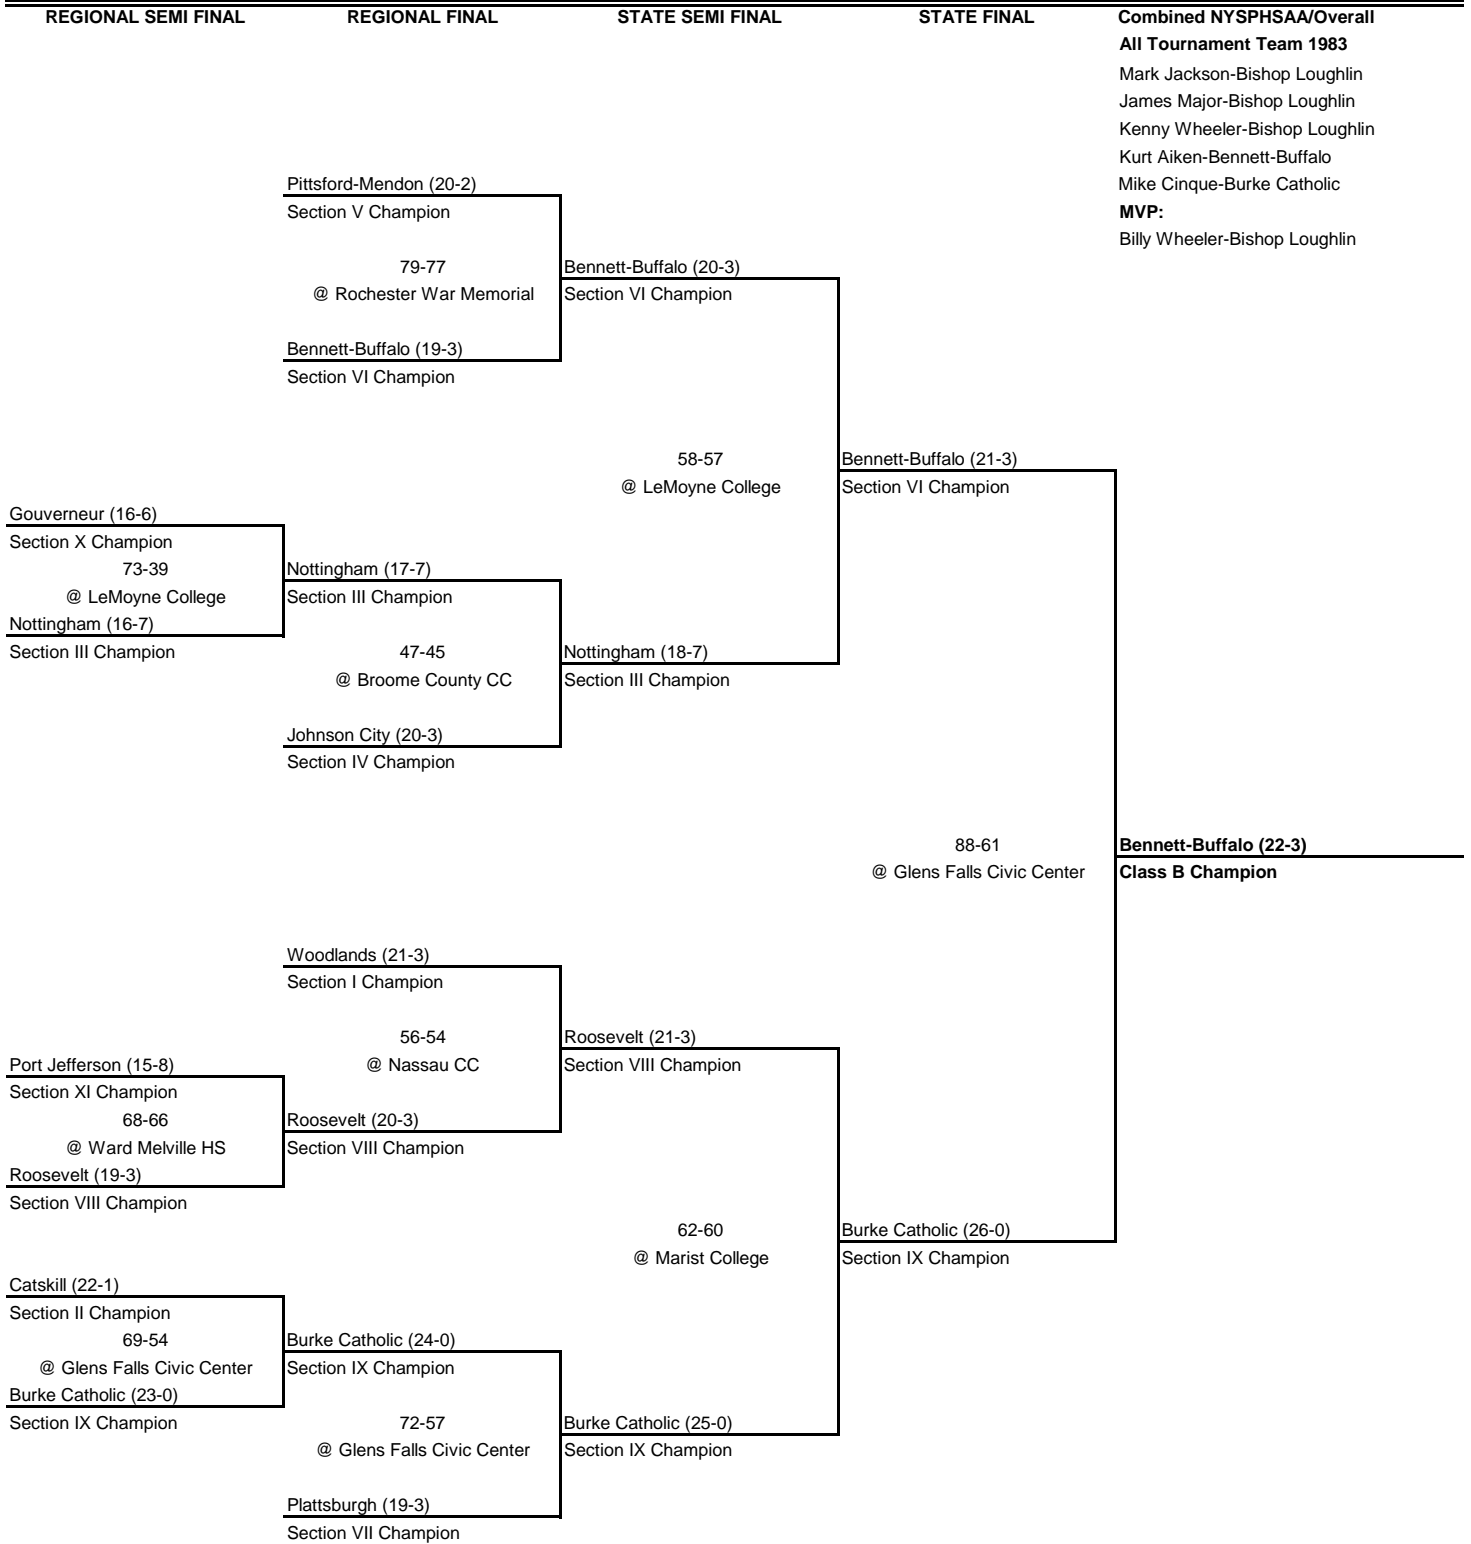 REGIONAL SEMI FINAL REGIONAL FINAL STATE SEMI FINAL STATE FINAL Combined NYSPHSAA/Overall
All Tournament Team 1983
Mark Jackson-Bishop Loughlin
James Major-Bishop Loughlin
Kenny Wheeler-Bishop Loughlin
Kurt Aiken-Bennett-Buffalo
Pittsford-Mendon (20-2) Mike Cinque-Burke Catholic
Section V Champion MVP:
Billy Wheeler-Bishop Loughlin
79-77 Bennett-Buffalo (20-3)
@ Rochester War Memorial Section VI Champion
Bennett-Buffalo (19-3)
Section VI Champion
58-57 Bennett-Buffalo (21-3)
@ LeMoyne College Section VI Champion
Gouverneur (16-6)
Section X Champion
73-39 Nottingham (17-7)
@ LeMoyne College Section III Champion
Nottingham (16-7)
Section III Champion 47-45 Nottingham (18-7)
@ Broome County CC Section III Champion
Johnson City (20-3)
Section IV Champion
88-61 Bennett-Buffalo (22-3)
@ Glens Falls Civic Center Class B Champion
Woodlands (21-3)
Section I Champion
56-54 Roosevelt (21-3)
Port Jefferson (15-8) @ Nassau CC Section VIII Champion
Section XI Champion
68-66 Roosevelt (20-3)
@ Ward Melville HS Section VIII Champion
Roosevelt (19-3)
Section VIII Champion
62-60 Burke Catholic (26-0)
@ Marist College Section IX Champion
Catskill (22-1)
Section II Champion
69-54 Burke Catholic (24-0)
@ Glens Falls Civic Center Section IX Champion
Burke Catholic (23-0)
Section IX Champion 72-57 Burke Catholic (25-0)
@ Glens Falls Civic Center Section IX Champion
Plattsburgh (19-3)
Section VII Champion